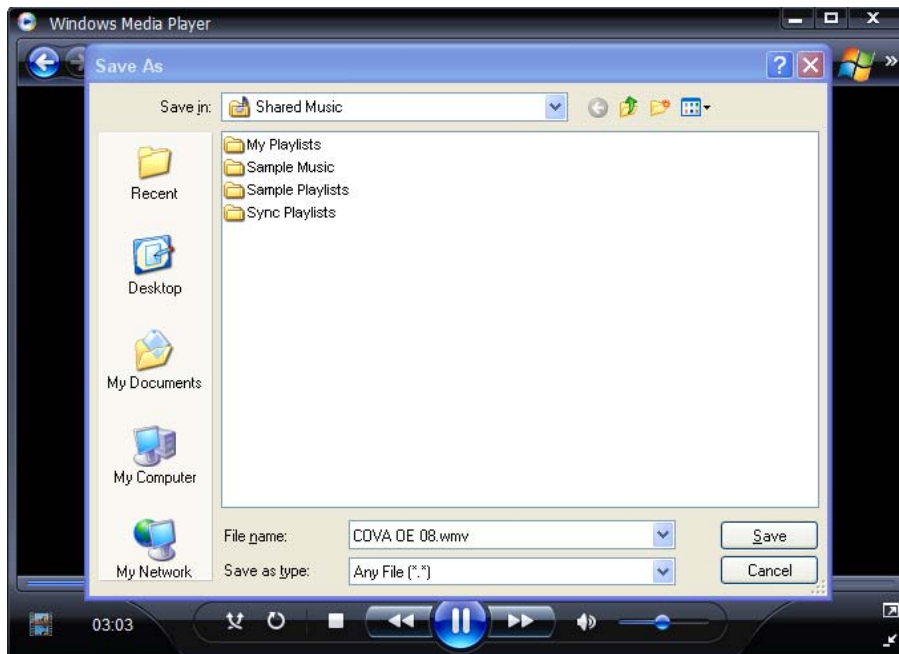 Windows Media Player
Save As
Save in: Shared Music
My Playlists
Sample Music
Sample Playlists
Sync Playlists
Recent
Desktop
My Documents
My Computer
My Network
File name: COVA OE 08.wmv
Save
Save as type: Any File (*.*)
Cancel
03:03